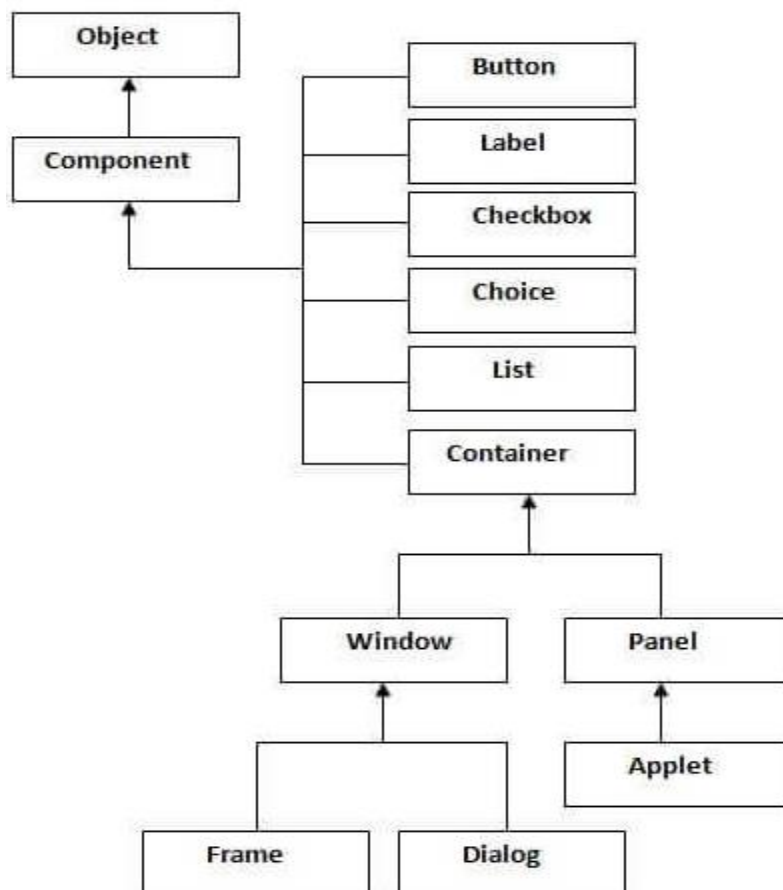 Object
Component
Button
Label
Checkbox
Choice
List
Container
Window
Panel
Applet
Frame
Dialog